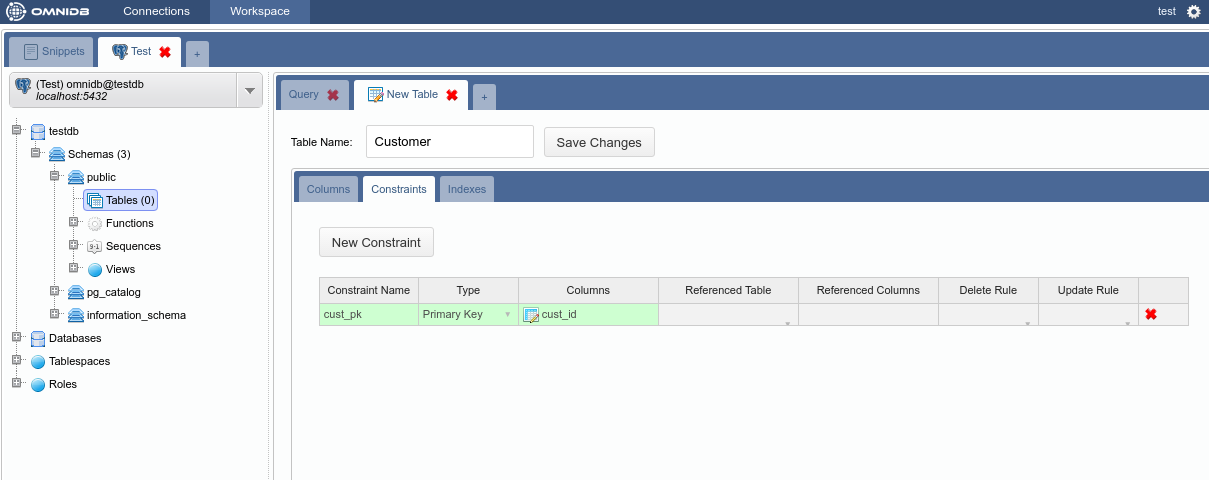 OMNIDB Connections Workspace test
Snippets Test +
(Test) omnidb@testdb
localhost:5432
Query New Table +
testdb
Table Name: Customer Save Changes
Schemas (3)
public
Columns Constraints Indexes
Tables (0)
Functions
Sequences
New Constraint
Views
pg_catalog
Constraint Name Type Columns Referenced Table Referenced Columns Delete Rule Update Rule
information_schema
cust_pk Primary Key cust_id
Databases
Tablespaces
Roles